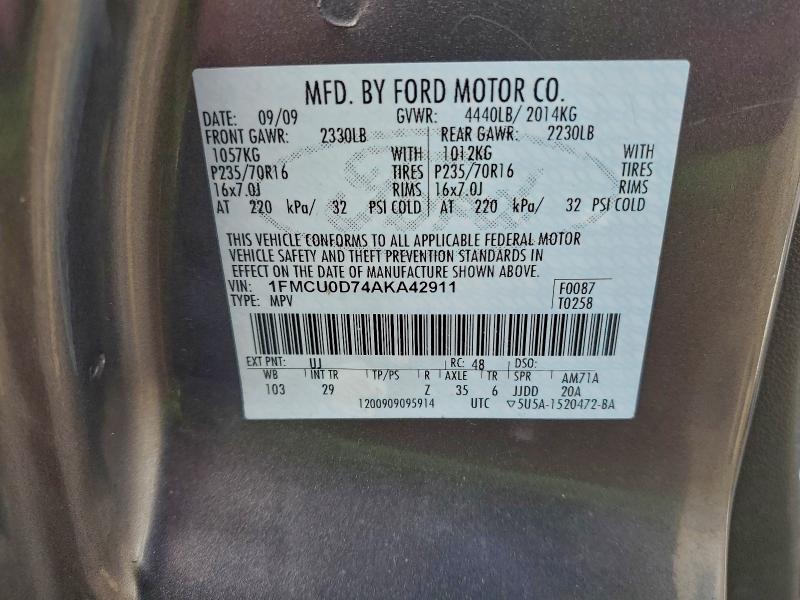 MFD. BY FORD MOTOR CO.
DATE: 09/09 GVWR: 4440LB/ 2014KG
FRONT GAWR: 2330LB REAR GAWR: 2230LB
1057KG WITH 1012KG WITH
P235/70R16 TIRES P235/70R16 TIRES
16x7.0J RIMS 16x7.0J RIMS
AT 220 kPa/ 32 PSI COLD AT 220 kPa/ 32 PSI COLD
THIS VEHICLE CONFORMS TO ALL APPLICABLE FEDERAL MOTOR
VEHICLE SAFETY AND THEFT PREVENTION STANDARDS IN
EFFECT ON THE DATE OF MANUFACTURE SHOWN ABOVE.
VIN: 1FMCU0D74AKA42911 F0087
TYPE: MPV T0258
EXT PNT: UJ RC: 48 DSO:
WB INT TR TP/PS R AXLE TR SPR AM71A
103 29 Z 35 6 JJDD 20A
1200909095914 UTC ▽5U5A-1520472-BA